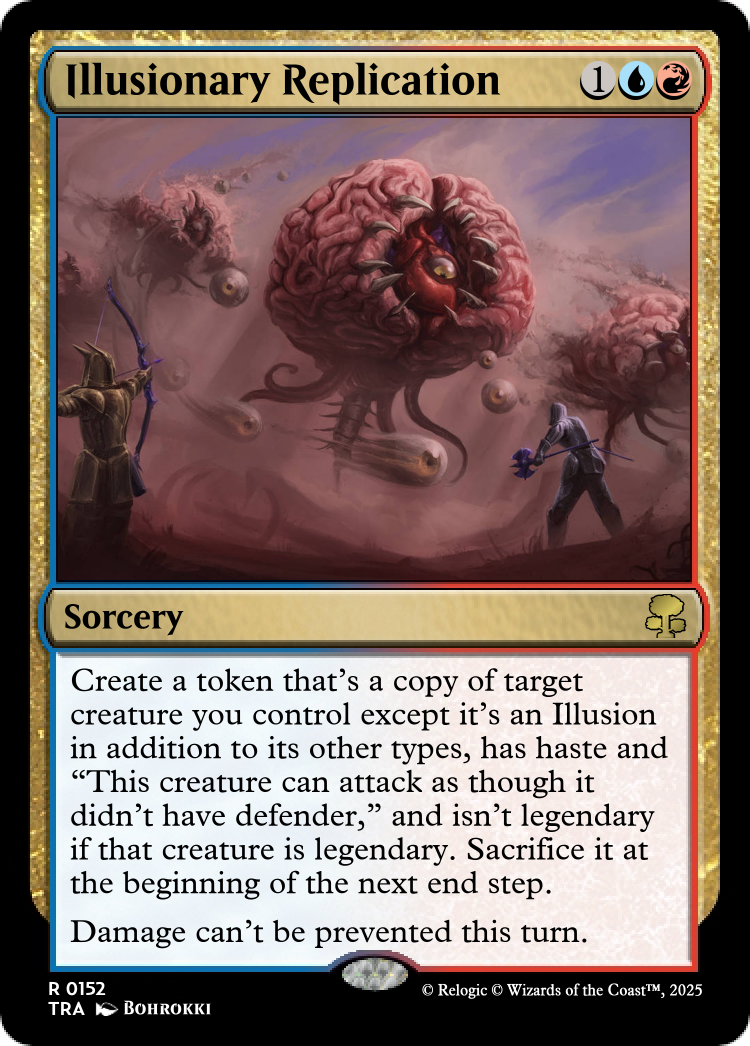 Illusionary Replication 1
Sorcery
Create a token that's a copy of target
creature you control except it's an Illusion
in addition to its other types, has haste and
“This creature can attack as though it
didn't have defender,” and isn't legendary
if that creature is legendary. Sacrifice it at
the beginning of the next end step.
Damage can't be prevented this turn.
R 0152
TRA BOHROKKI
© Relogic © Wizards of the Coast™, 2025